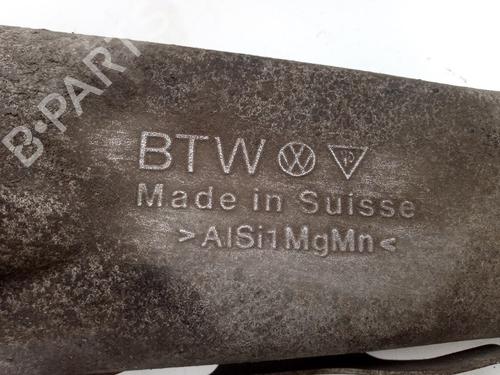 B-PARTS
BTW
Made in Suisse
>AlSi1MgMn<